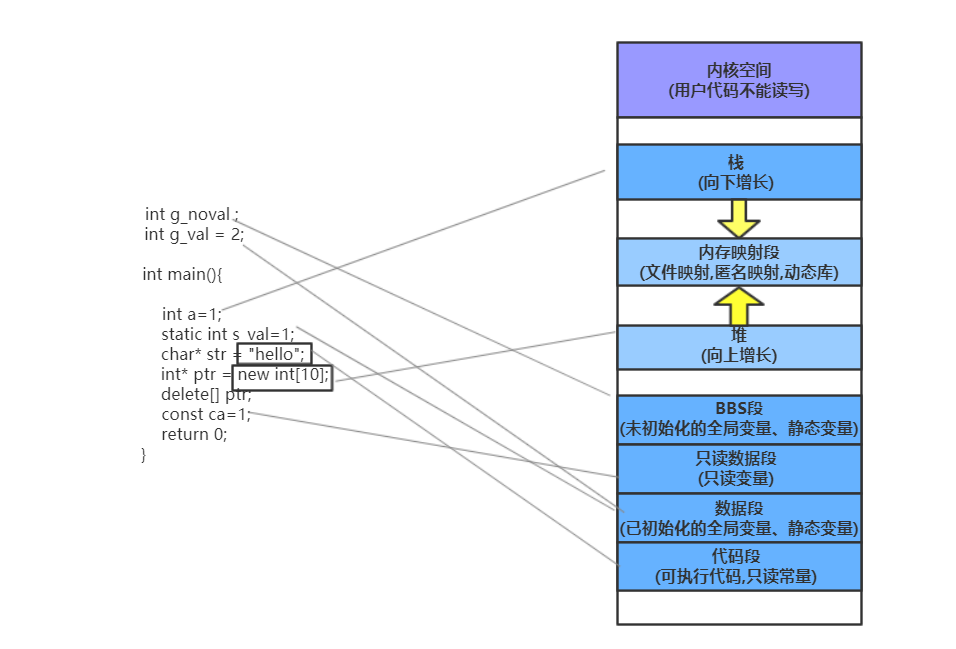 int g_noval ;
int g_val = 2;
int main(){
int a=1;
static int s_val=1;
char* str = "hello";
int* ptr = new int[10];
delete[] ptr;
const ca=1;
return 0;
}
内核空间
(用户代码不能读写)
栈
(向下增长)
内存映射段
(文件映射,匿名映射,动态库)
堆
(向上增长)
BBS段
(未初始化的全局变量、静态变量)
只读数据段
(只读变量)
数据段
(已初始化的全局变量、静态变量)
代码段
(可执行代码,只读常量)